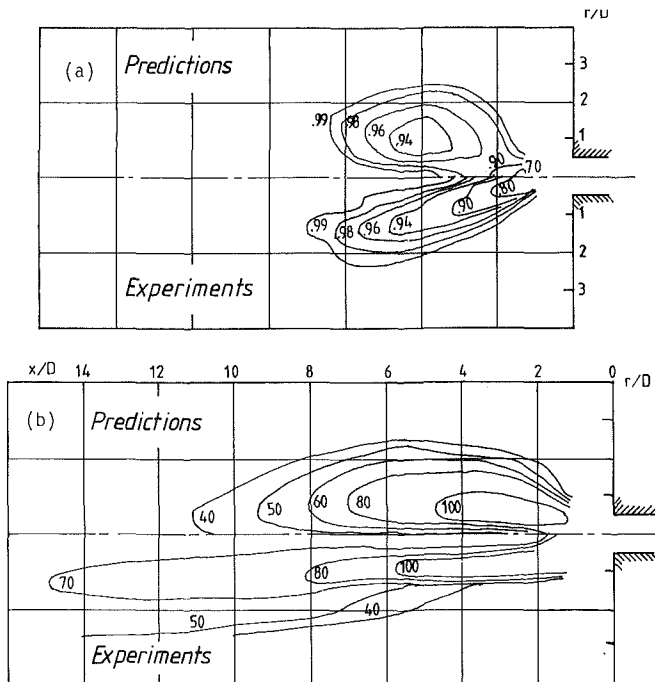 r/D
(a) Predictions
3
2
.99 .98 .96 .94
1
.90 .70
.80
.90
.99 .98 .96 .94
1
2
Experiments
3
x/D 14 12 10 8 6 4 2 0 r/D
(b) Predictions
40 50 60 80 100
70 80 100
50 40
Experiments